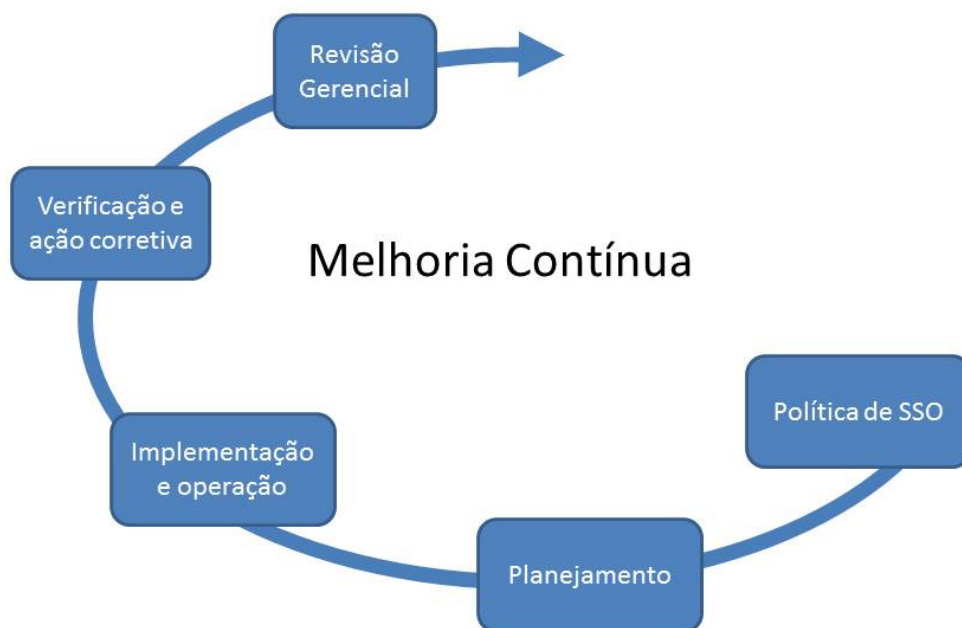 Revisão
Gerencial
Verificação e
ação corretiva
Melhoria Contínua
Política de SSO
Implementação
e operação
Planejamento